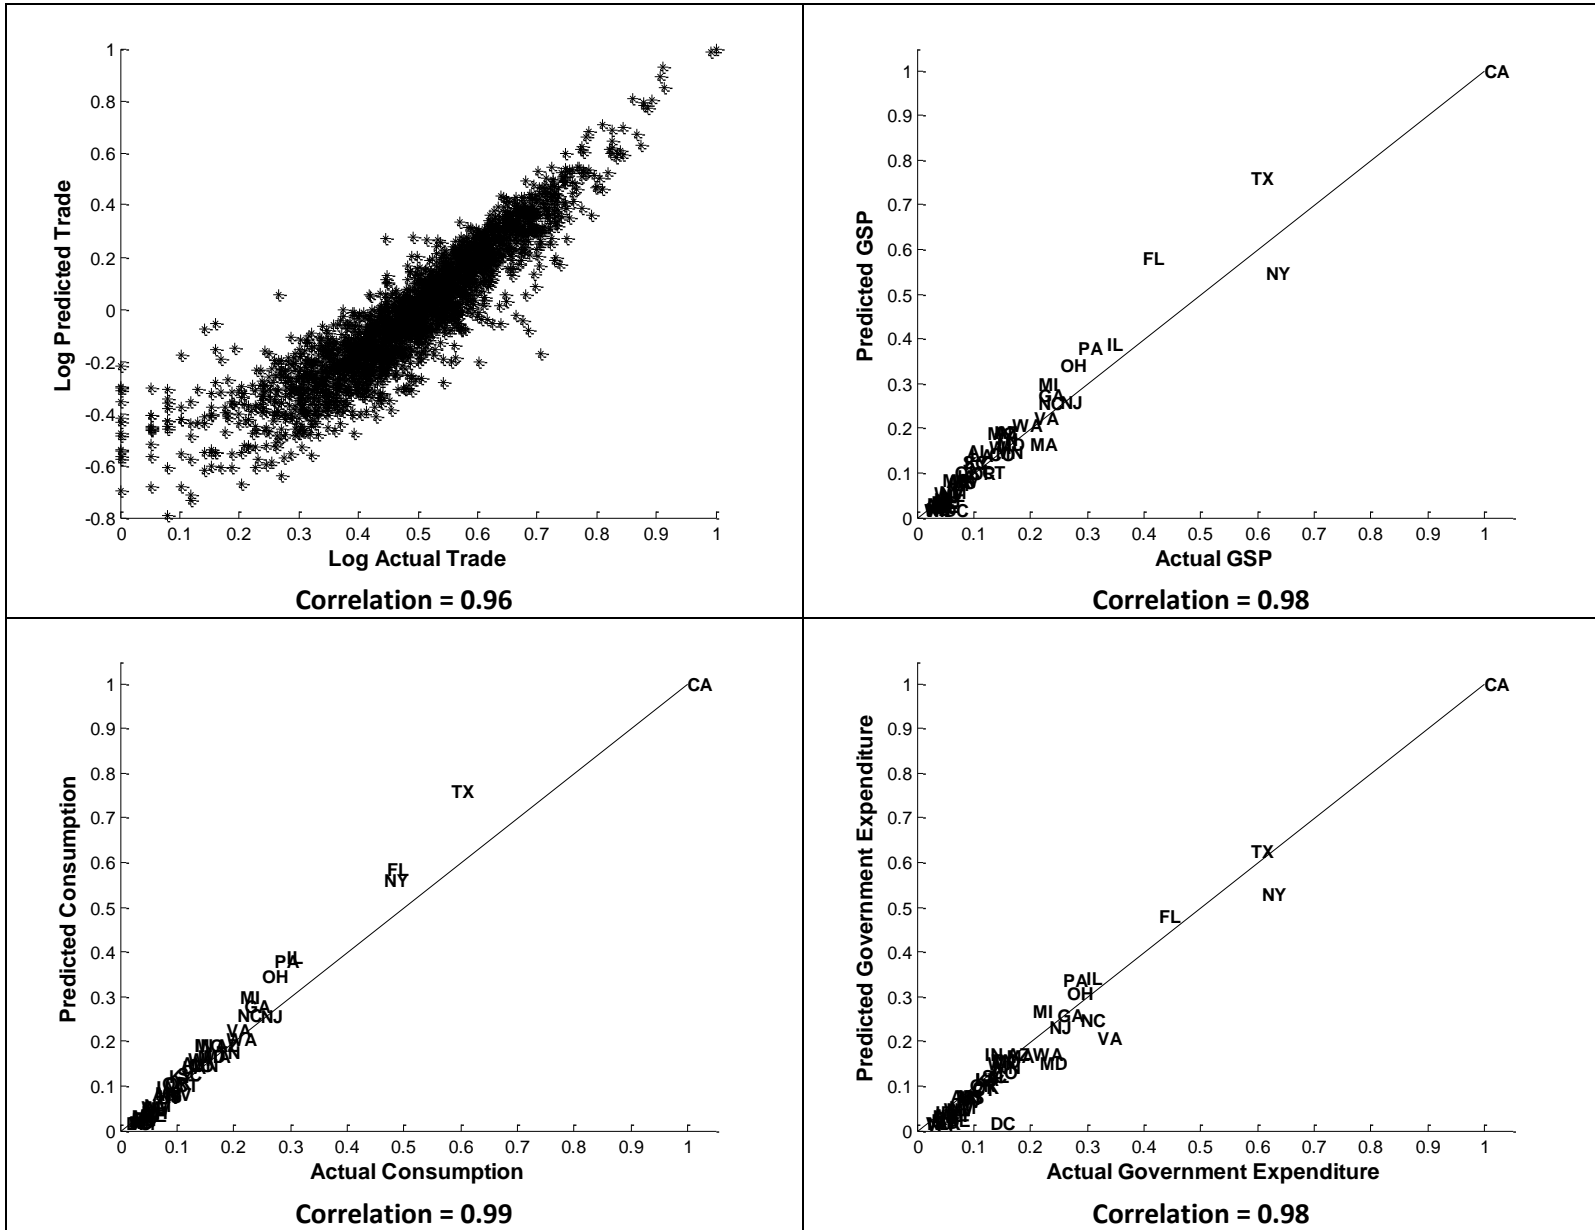 1
0.8
0.6
0.4
0.2
0
-0.2
-0.4
-0.6
-0.8
Log Predicted Trade
0 0.1 0.2 0.3 0.4 0.5 0.6 0.7 0.8 0.9 1
Log Actual Trade
Correlation = 0.96
1
0.9
0.8
0.7
0.6
0.5
0.4
0.3
0.2
0.1
0
Predicted GSP
CA
TX
FL
NY
PA IL
OH
MI
GA
NC NJ
VA
WA
MA
0 0.1 0.2 0.3 0.4 0.5 0.6 0.7 0.8 0.9 1
Actual GSP
Correlation = 0.98
1
0.9
0.8
0.7
0.6
0.5
0.4
0.3
0.2
0.1
0
Predicted Consumption
CA
TX
FL
NY
PA IL
OH
MI
GA
NC NJ
VA
WA
0 0.1 0.2 0.3 0.4 0.5 0.6 0.7 0.8 0.9 1
Actual Consumption
Correlation = 0.99
1
0.9
0.8
0.7
0.6
0.5
0.4
0.3
0.2
0.1
0
Predicted Government Expenditure
CA
TX
NY
FL
PA IL
OH
MI
GA NC
NJ
VA
IN WA
MD
DC
0 0.1 0.2 0.3 0.4 0.5 0.6 0.7 0.8 0.9 1
Actual Government Expenditure
Correlation = 0.98